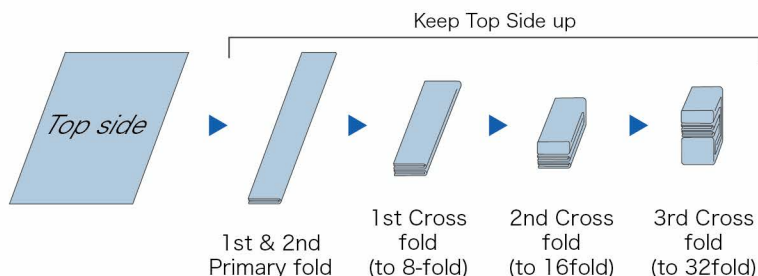 Keep Top Side up
Top side
1st & 2nd
Primary fold
1st Cross
fold
(to 8-fold)
2nd Cross
fold
(to 16fold)
3rd Cross
fold
(to 32fold)